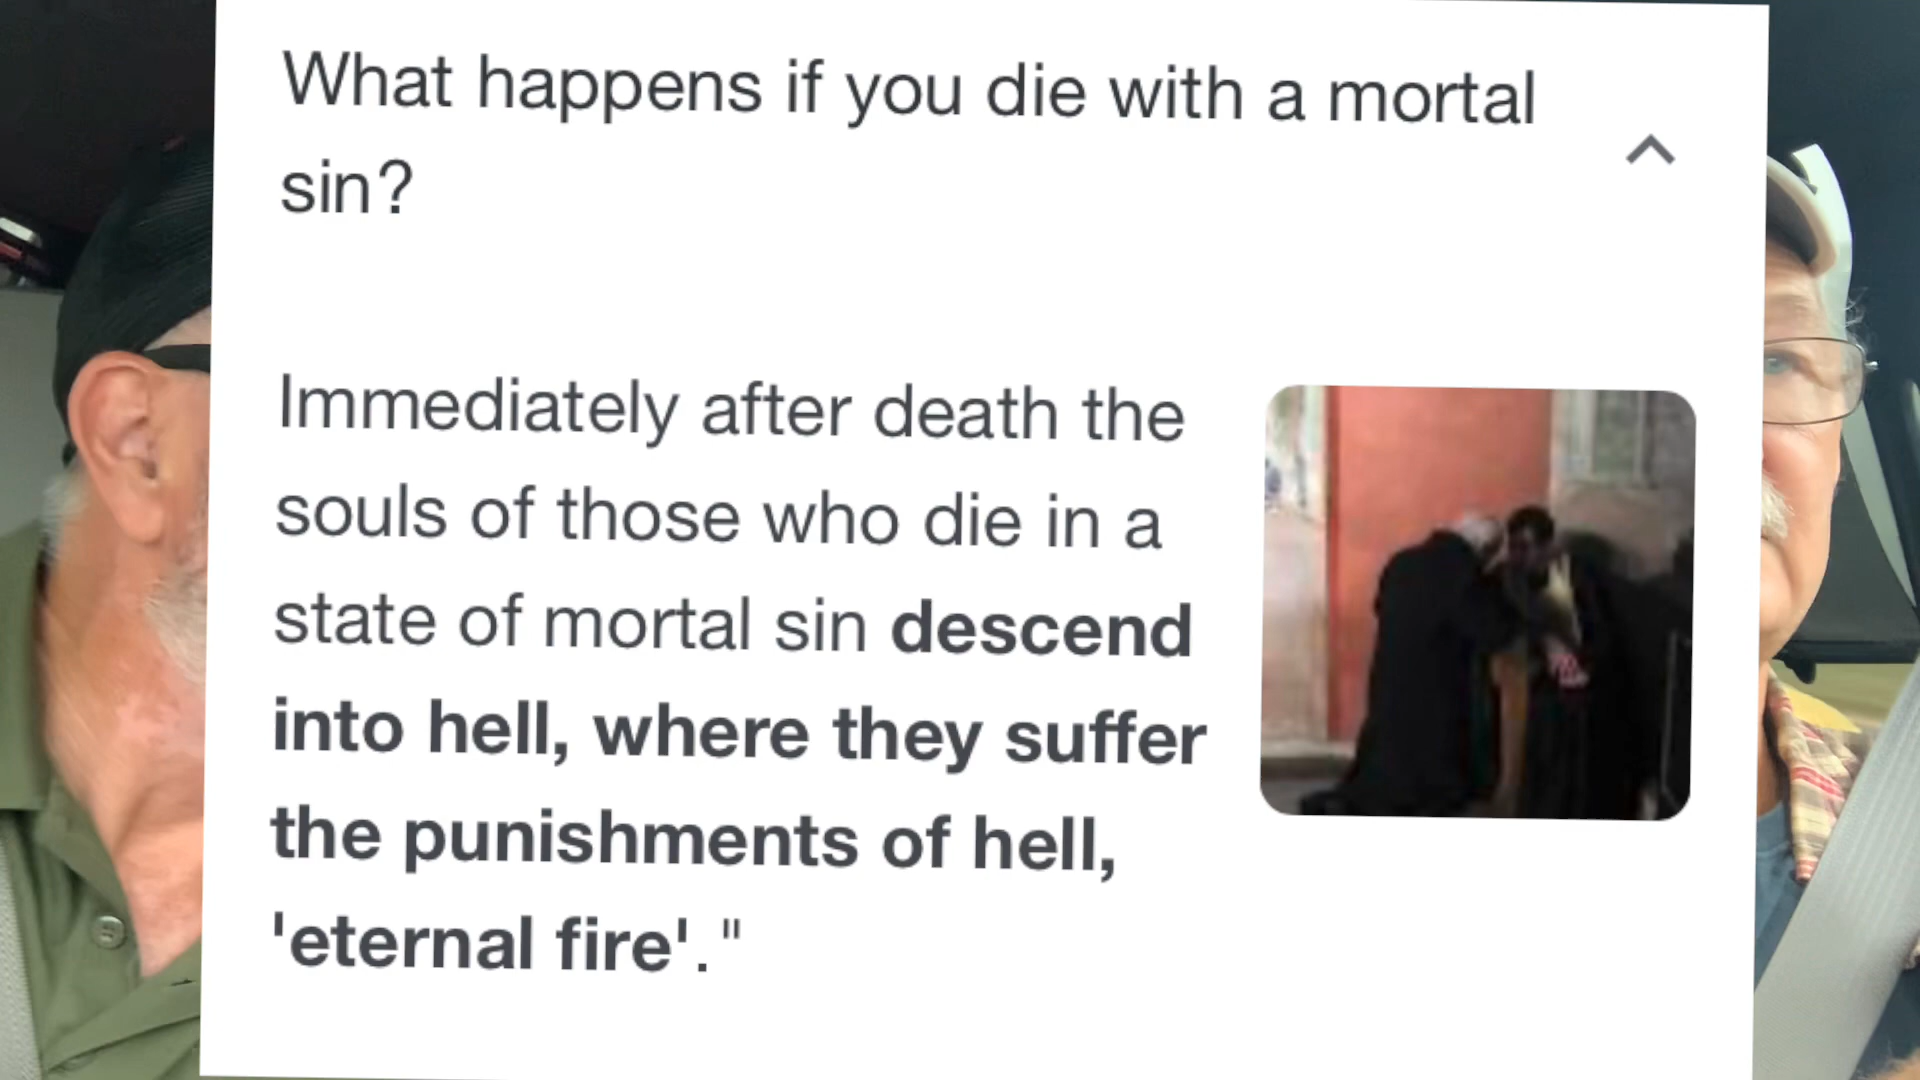 What happens if you die with a mortal
sin?
Immediately after death the
souls of those who die in a
state of mortal sin descend
into hell, where they suffer
the punishments of hell,
'eternal fire'."